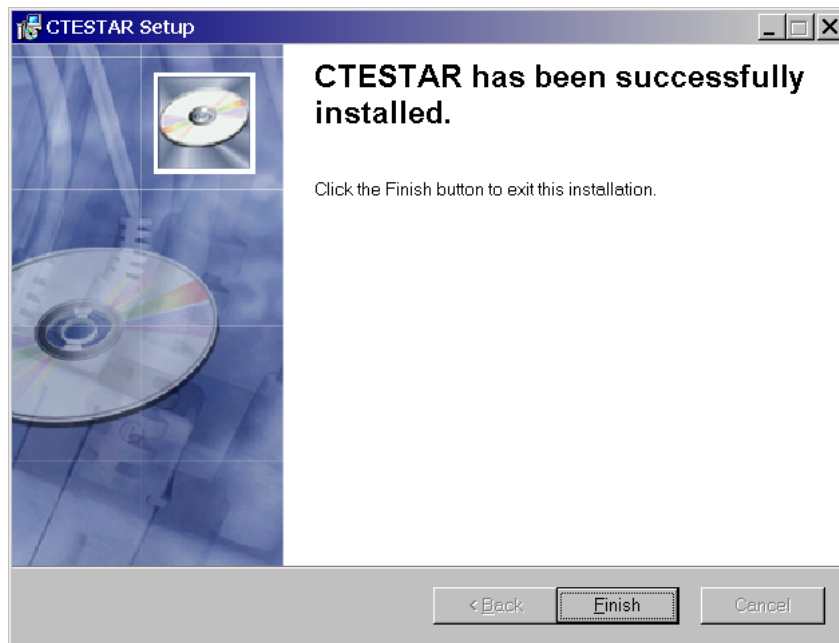 CTESTAR Setup
CTESTAR has been successfully
installed.
Click the Finish button to exit this installation.
< Back
Finish
Cancel